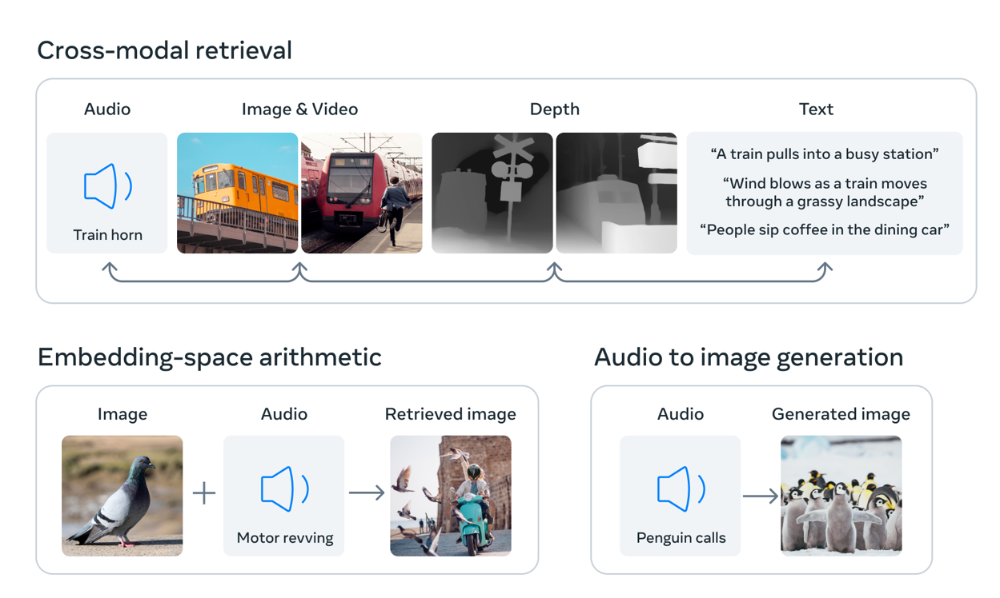 Cross-modal retrieval
Audio
Image & Video
Depth
Text
Train horn
“A train pulls into a busy station”
“Wind blows as a train moves
through a grassy landscape”
“People sip coffee in the dining car”
Embedding-space arithmetic
Image
Audio
Retrieved image
Motor revving
Audio to image generation
Audio
Generated image
Penguin calls